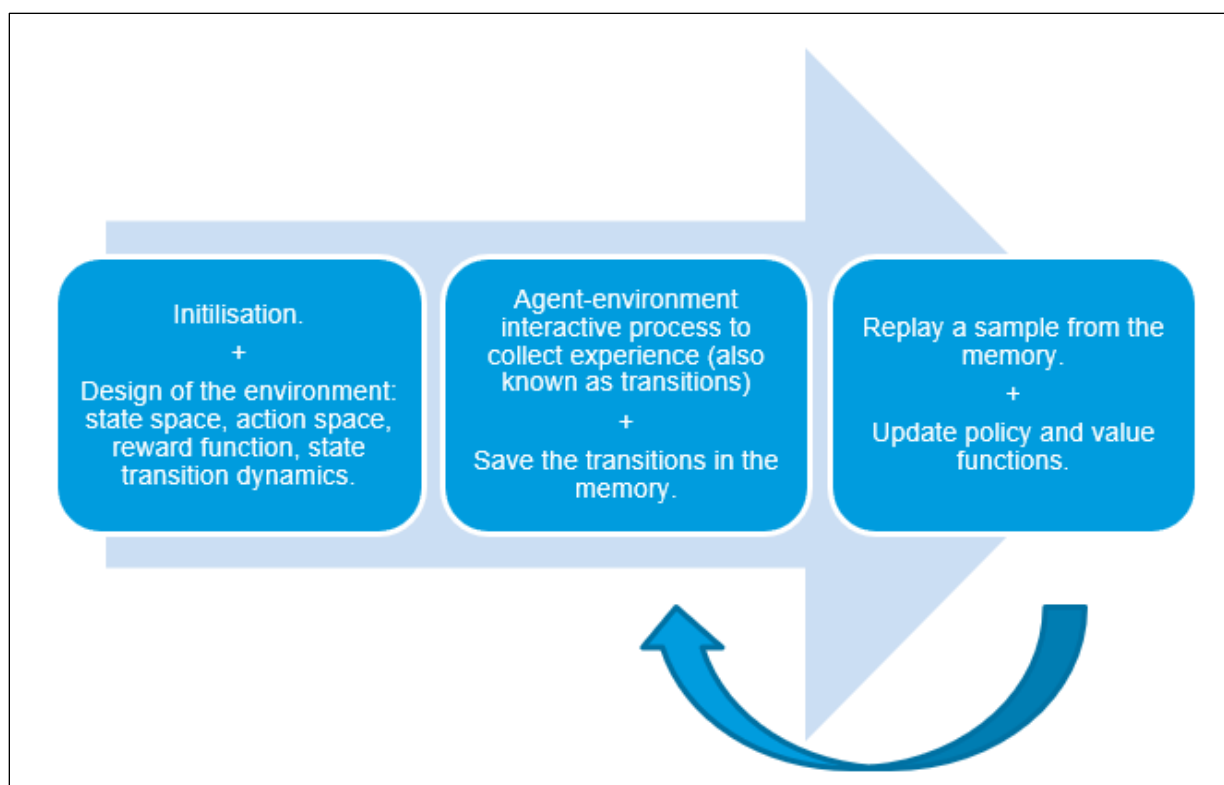 Initilisation.
+
Design of the environment:
state space, action space,
reward function, state
transition dynamics.
Agent-environment
interactive process to
collect experience (also
known as transitions)
+
Save the transitions in the
memory.
Replay a sample from the
memory.
+
Update policy and value
functions.